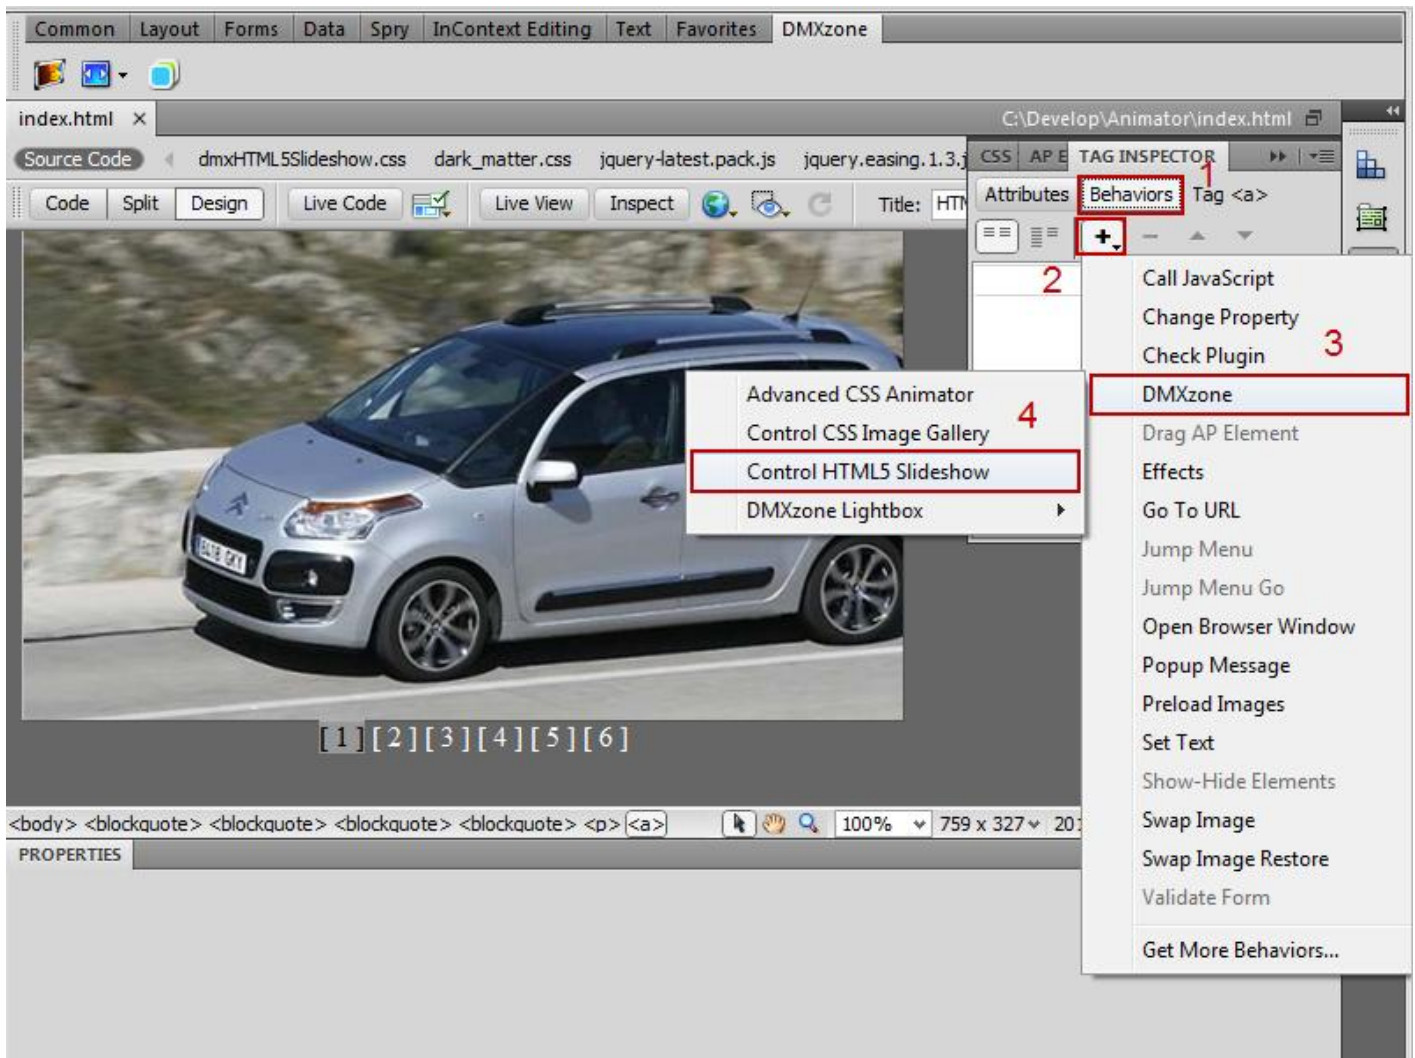 Common Layout Forms Data Spry InContext Editing Text Favorites DMXzone
index.html × C:\Develop\Animator\index.html
Source Code dmxHTML5Slideshow.css dark_matter.css jquery-latest.pack.js jquery.easing.1.3.j CSS AP E TAG INSPECTOR
1
Code Split Design Live Code Live View Inspect Title: HTM Attributes Behaviors Tag <a>
2
Call JavaScript
Change Property
3
Check Plugin
DMXzone
Drag AP Element
Effects
Go To URL
Jump Menu
Jump Menu Go
Open Browser Window
Popup Message
Preload Images
Set Text
Show-Hide Elements
Swap Image
Swap Image Restore
Validate Form
Get More Behaviors...
Advanced CSS Animator
4
Control CSS Image Gallery
Control HTML5 Slideshow
DMXzone Lightbox
[ 1 ] [ 2 ] [ 3 ] [ 4 ] [ 5 ] [ 6 ]
<body> <blockquote> <blockquote> <blockquote> <blockquote> <p> <a> 100% 759 x 327
PROPERTIES